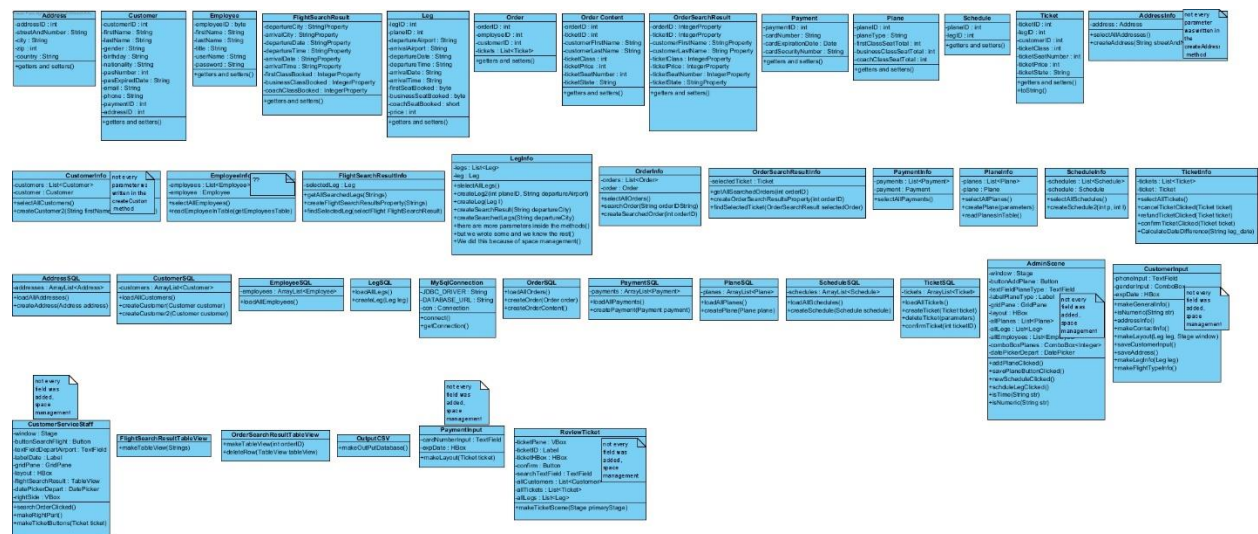 Address
-addressID : int
-streetAndNumber : String
-city : String
-zip : int
-country : String
+getters and setters()
Customer
-customerID : int
-firstName : String
-lastName : String
-gender : String
-birthday : String
-nationality : String
-pasNumber : int
-pasExpiredDate : String
-email : String
-phone : String
-paymentID : int
-addressID : int
+getters and setters()
Employee
-employeeID : byte
-firstName : String
-lastName : String
-title : String
-userName : String
-password : String
+getters and setters()
FlightSearchResult
-departureCity : StringProperty
-arrivalCity : StringProperty
-departureDate : StringProperty
-departureTime : StringProperty
-arrivalDate : StringProperty
-arrivalTime : StringProperty
-firstClassBooked : IntegerProperty
-businessClassBooked : IntegerProperty
-coachClassBooked : IntegerProperty
+getters and setters()
Leg
-legID : int
-planeID : int
-departureAirport : String
-arrivalAirport : String
-departureDate : String
-departureTime : String
-arrivalDate : String
-arrivalTime : String
-firstSeatBooked : byte
-businessSeatBooked : byte
-coachSeatBooked : short
-price : int
+getters and setters()
Order
-orderID : int
-employeeID : int
-customerID : int
-tickets : List<Ticket>
+getters and setters()
Order Content
-orderID : int
-ticketID : int
-customerFirstName : String
-customerLastName : String
-ticketClass : int
-ticketPrice : int
-ticketSeatNumber : int
-ticketState : String
+getters and setters()
OrderSearchResult
-orderID : IntegerProperty
-ticketID : IntegerProperty
-customerFirstName : StringProperty
-customerLastName : String Property
-ticketClass : IntegerProperty
-ticketPrice : IntegerProperty
-ticketSeatNumber : IntegerProperty
-ticketState : StringProperty
+getters and setters()
Payment
-paymentID : int
-cardNumber : String
-cardExpirationDate : Date
-cardSecurityNumber : String
+getters and setters()
Plane
-planeID : int
-planeType : String
-firstClassSeatTotal : int
-businessClassSeatTotal : int
-coachClassSeatTotal : int
+getters and setters()
Schedule
-planeID : int
-legID : int
+getters and setters()
Ticket
-ticketID : int
-legID : int
-customerID : int
-ticketClass : int
-ticketSeatNumber : int
-ticketPrice : int
-ticketState : String
+getters and setters()
+toString()
AddressInfo
-address : Address
+selectAllAddresses()
+createAddress(String streetAnd
not every
parameter
was written
in the
createAddress
method
CustomerInfo
-customers : List<Customer>
-customer : Customer
+selectAllCustomers()
+createCustomer2(String firstName
not every
parameter was
written in the
createCustom
method
EmployeeInfo
-employees : List<Employee>
-employee : Employee
+selectAllEmployees()
+readEmployeeInTable(getEmployeesTable)
??
FlightSearchResultInfo
-selectedLeg : Leg
+getAllSearchedLegs(Strings)
+createFlightSearchResultsProperty(Strings)
+findSelectedLeg(selectFlight FlightSearchResult)
LegInfo
-legs : List<Leg>
-leg : Leg
+selectAllLegs()
+createLeg2(int planeID, String departureAirport)
+createLeg(Leg l)
+createSearchResult(String departureCity)
+createSearchedLegs(String departureCity)
+there are more parameters inside the methods()
+but we wrote some and we know the rest()
+We did this because of space management()
OrderInfo
-orders : List<Order>
-order : Order
+selectAllOrders()
+searchOrder(String orderIDString)
+createSearchedOrder(int orderID)
OrderSearchResultInfo
-selectedTicket : Ticket
+getAllSearchedOrders(int orderID)
+createOrderSearchResultsProperty(int orderID)
+findSelectedTicket(OrderSearchResult selectedOrder)
PaymentInfo
-payments : List<Payment>
-payment : Payment
+selectAllPayments()
PlaneInfo
-planes : List<Plane>
-plane : Plane
+selectAllPlanes()
+createPlane(parameters)
+readPlanesInTable()
ScheduleInfo
-schedules : List<Schedule>
-schedule : Schedule
+selectAllSchedules()
+createSchedule2(int p, int l)
TicketInfo
-tickets : List<Ticket>
-ticket : Ticket
+selectAllTickets()
+cancelTicketClicked(Ticket ticket)
+refundTicketClicked(Ticket ticket)
+confirmTicketClicked(Ticket ticket)
+CalculateDateDifference(String leg_date)
AddressSQL
-addresses : ArrayList<Address>
+loadAllAddresses()
+createAddress(Address address)
CustomerSQL
-customers : ArrayList<Customer>
+loadAllCustomers()
+createCustomer(Customer customer)
+createCustomer2(Customer customer)
EmployeeSQL
-employees : ArrayList<Employee>
+loadAllEmployees()
LegSQL
+loadAllLegs()
+createLeg(Leg leg)
MySqlConnection
-JDBC_DRIVER : String
-DATABASE_URL : String
-con : Connection
+connect()
+getConnection()
OrderSQL
+loadAllOrders()
+createOrder(Order order)
+createOrderContent()
PaymentSQL
-payments : ArrayList<Payment>
+loadAllPayments()
+createPayment(Payment payment)
PlaneSQL
-planes : ArrayList<Plane>
+loadAllPlanes()
+createPlane(Plane plane)
ScheduleSQL
-schedules : ArrayList<Schedule>
+loadAllSchedules()
+createSchedule(Schedule schedule)
TicketSQL
-tickets : ArrayList<Ticket>
+loadAllTickets()
+createTicket(Ticket ticket)
+deleteTicket(parameters)
+confirmTicket(int ticketID)
AdminScene
-window : Stage
-buttonAddPlane : Button
-textFieldPlaneType : TextField
-labelPlaneType : Label
-gridPane : GridPane
-layout : HBox
-allPlanes : List<Plane>
-allLegs : List<Leg>
-allEmployees : List<Employee>
-comboBoxPlanes : ComboBox<Integer>
-datePickerDepart : DatePicker
+addPlaneClicked()
+savePlaneButtonClicked()
+newScheduleClicked()
+scheduleLegClicked()
+isTime(String str)
+isNumeric(String str)
not every
field was
added,
space
management
CustomerInput
-phoneInput : TextField
-genderInput : ComboBox
-expDate : HBox
+makeGeneralInfo()
+isNumeric(String str)
+addressInfo()
+makeContactInfo()
+makeLayout(Leg leg, Stage window)
+saveCustomerInput()
+saveAddress()
+makeLegInfo(Leg leg)
+makeFlightTypeInfo()
not every
field was
added,
space
management
not every
field was
added,
space
management
CustomerServiceStaff
-window : Stage
-buttonSearchFlight : Button
-textFieldDepartAirport : TextField
-labelDate : Label
-gridPane : GridPane
-layout : HBox
-flightSearchResult : TableView
-datePickerDepart : DatePicker
-rightSide : VBox
+searchOrderClicked()
+makeRightPart()
+makeTicketButtons(Ticket ticket)
FlightSearchResultTableView
+makeTableView(Strings)
OrderSearchResultTableView
+makeTableView(int orderID)
+deleteRow(TableView tableView)
OutputCSV
+makeOutPutDatabase()
not every
field was
added,
space
management
PaymentInput
-cardNumberInput : TextField
-expDate : HBox
+makeLayout(Ticket ticket)
ReviewTicket
-ticketPane : VBox
-ticketID : Label
-ticketHBox : HBox
-confirm : Button
-searchTextField : TextField
-allCustomers : List<Customer>
-allTickets : List<Ticket>
-allLegs : List<Leg>
+makeTicketScene(Stage primaryStage)
not every
field was
added,
space
management